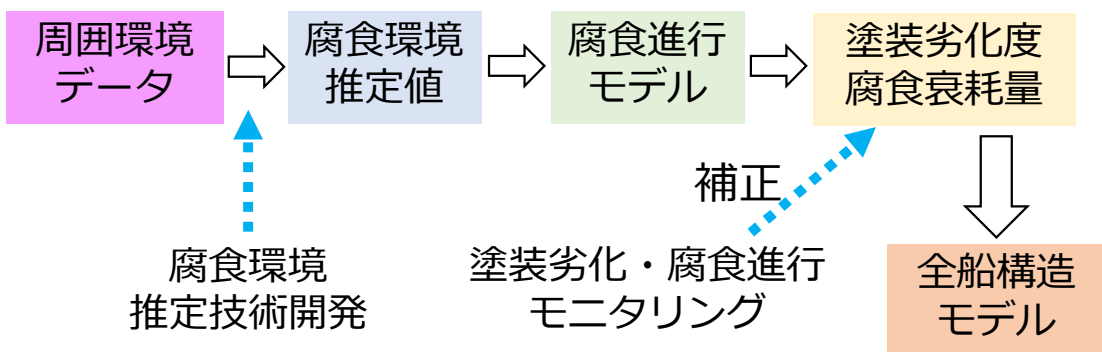 周囲環境
データ
腐食環境
推定値
腐食進行
モデル
塗装劣化度
腐食衰耗量
補正
腐食環境
推定技術開発
塗装劣化・腐食進行
モニタリング
全船構造
モデル